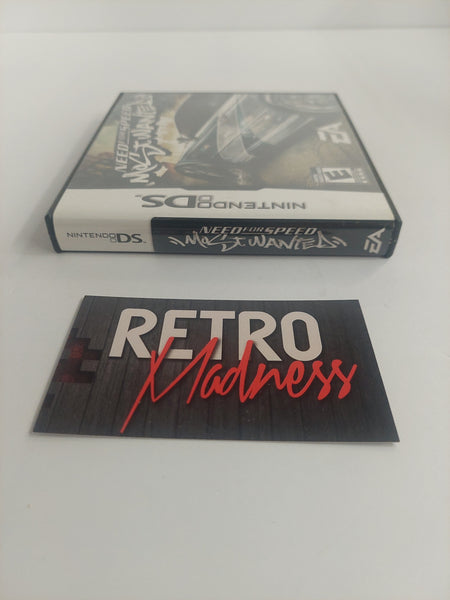 NEED FOR SPEED
Most Wanted
EA
E
NINTENDO DS
NINTENDO DS
NEED FOR SPEED
Most Wanted
EA
RETRO
Madness